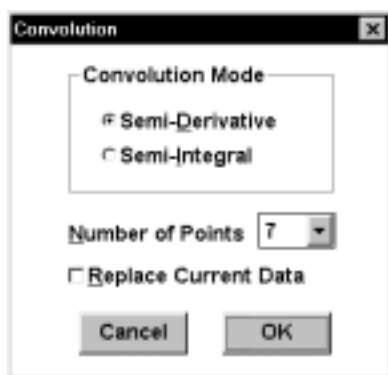 Convolution
Convolution Mode
Semi-Derivative
Semi-Integral
Number of Points 7
Replace Current Data
Cancel OK